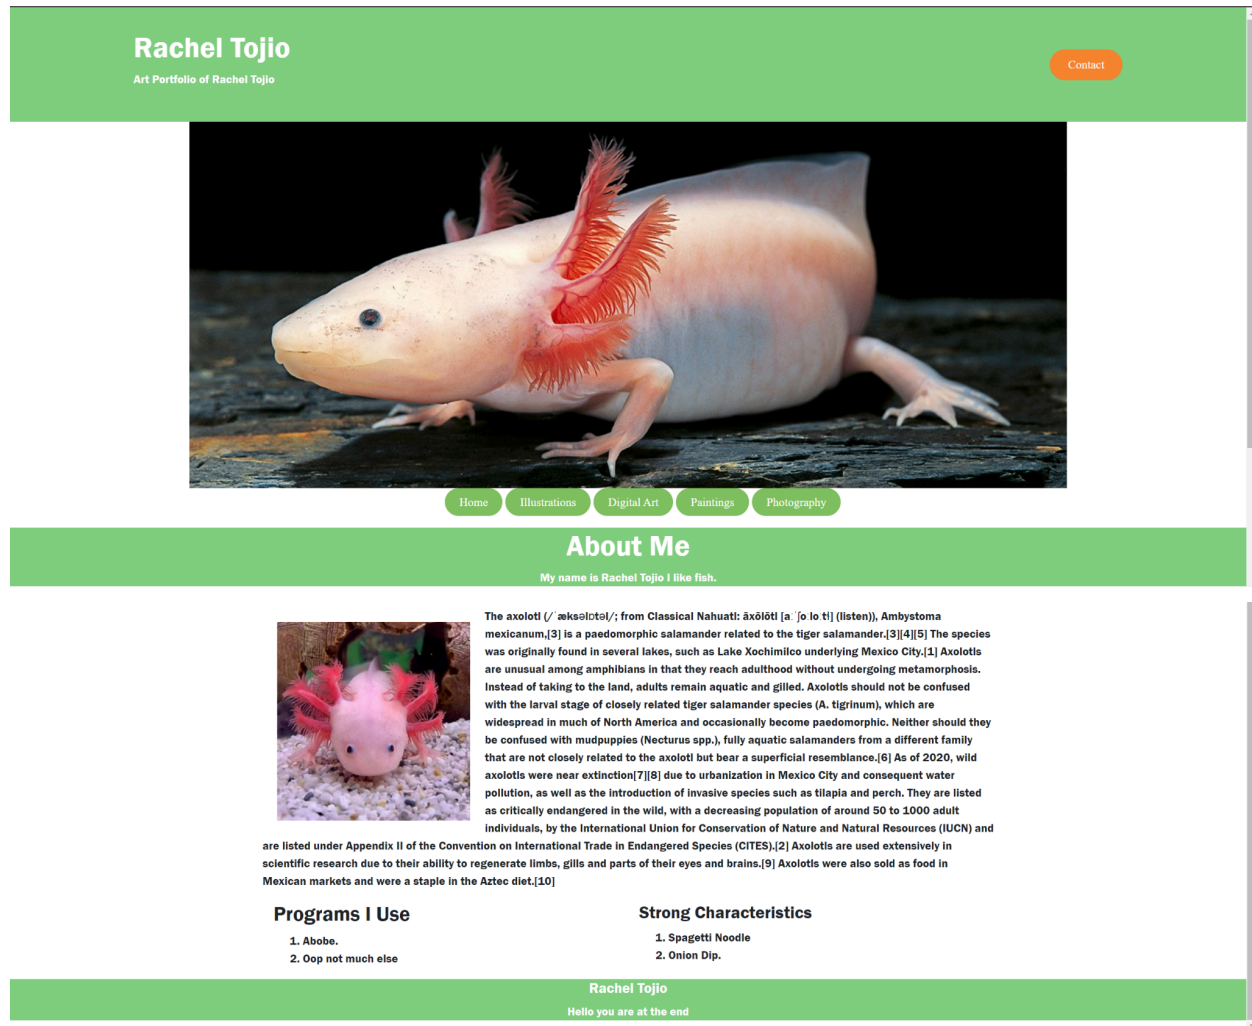 Rachel Tojio
Art Portfolio of Rachel Tojio
Contact
Home
Illustrations
Digital Art
Paintings
Photography
About Me
My name is Rachel Tojio I like fish.
The axolotl (/ˈæksəlɒtəl/; from Classical Nahuatl: āxōlōtl [aːˈʃoːloːtɬ] (listen)), Ambystoma
mexicanum,[3] is a paedomorphic salamander related to the tiger salamander.[3][4][5] The species
was originally found in several lakes, such as Lake Xochimilco underlying Mexico City.[1] Axolotls
are unusual among amphibians in that they reach adulthood without undergoing metamorphosis.
Instead of taking to the land, adults remain aquatic and gilled. Axolotls should not be confused
with the larval stage of closely related tiger salamander species (A. tigrinum), which are
widespread in much of North America and occasionally become paedomorphic. Neither should they
be confused with mudpuppies (Necturus spp.), fully aquatic salamanders from a different family
that are not closely related to the axolotl but bear a superficial resemblance.[6] As of 2020, wild
axolotls were near extinction[7][8] due to urbanization in Mexico City and consequent water
pollution, as well as the introduction of invasive species such as tilapia and perch. They are listed
as critically endangered in the wild, with a decreasing population of around 50 to 1000 adult
individuals, by the International Union for Conservation of Nature and Natural Resources (IUCN) and
are listed under Appendix II of the Convention on International Trade in Endangered Species (CITES).[2] Axolotls are used extensively in
scientific research due to their ability to regenerate limbs, gills and parts of their eyes and brains.[9] Axolotls were also sold as food in
Mexican markets and were a staple in the Aztec diet.[10]
Programs I Use
1. Abobe.
2. Oop not much else
Strong Characteristics
1. Spagetti Noodle
2. Onion Dip.
Rachel Tojio
Hello you are at the end